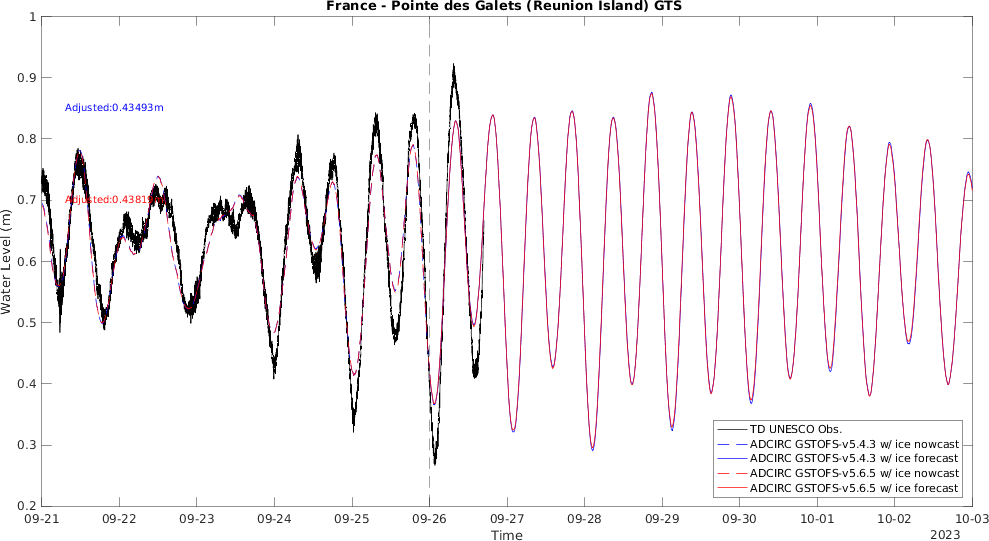 France - Pointe des Galets (Reunion Island) GTS
1
0.9
0.8
0.7
0.6
0.5
0.4
0.3
0.2
Water Level (m)
Adjusted:0.43493m
TD UNESCO Obs.
ADCIRC GSTOFS-v5.4.3 w/ ice nowcast
ADCIRC GSTOFS-v5.4.3 w/ ice forecast
ADCIRC GSTOFS-v5.6.5 w/ ice nowcast
ADCIRC GSTOFS-v5.6.5 w/ ice forecast
09-21 09-22 09-23 09-24 09-25 09-26 09-27 09-28 09-29 09-30 10-01 10-02 10-03
Time
2023